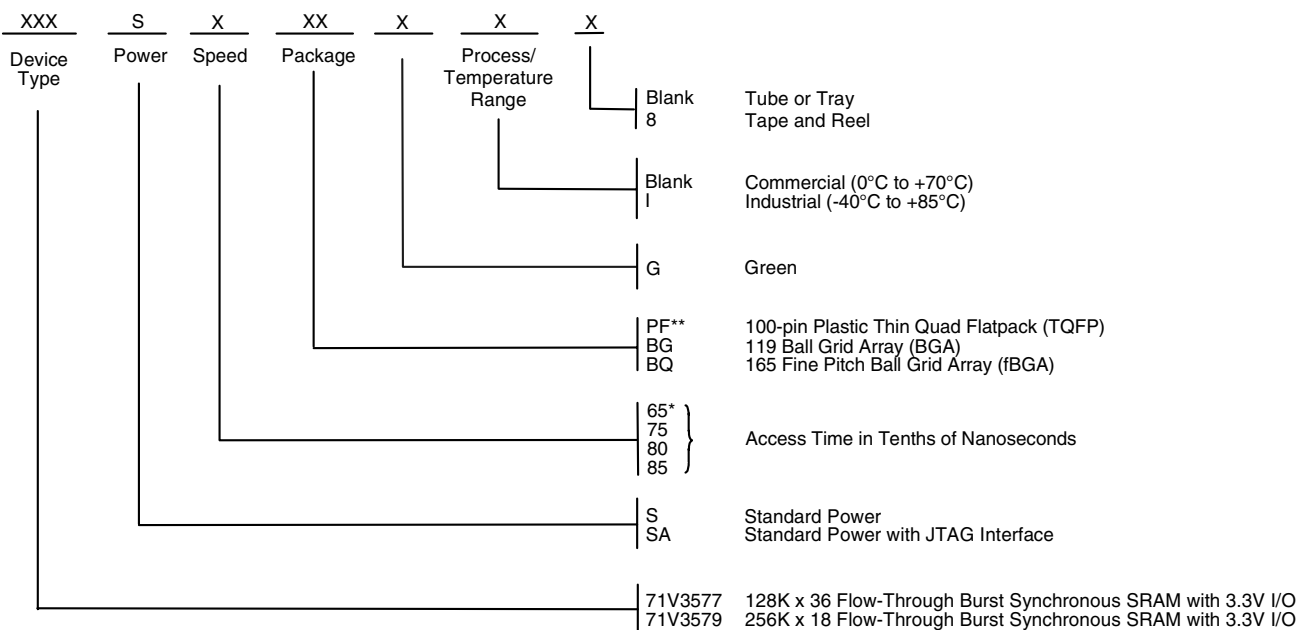 XXX S X XX X X X
Device Type Power Speed Package Process/ Temperature Range
Blank Tube or Tray
8 Tape and Reel
Blank Commercial (0°C to +70°C)
I Industrial (-40°C to +85°C)
G Green
PF** 100-pin Plastic Thin Quad Flatpack (TQFP)
BG 119 Ball Grid Array (BGA)
BQ 165 Fine Pitch Ball Grid Array (fBGA)
65*
75
80
85
Access Time in Tenths of Nanoseconds
S Standard Power
SA Standard Power with JTAG Interface
71V3577 128K x 36 Flow-Through Burst Synchronous SRAM with 3.3V I/O
71V3579 256K x 18 Flow-Through Burst Synchronous SRAM with 3.3V I/O